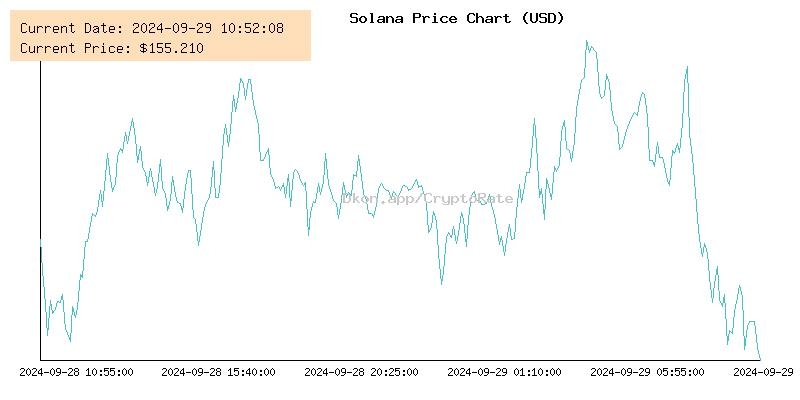 Solana Price Chart (USD)
Current Date: 2024-09-29 10:52:08
Current Price: $155.210
Dkon.app/CryptoRate
2024-09-28 10:55:00 2024-09-28 15:40:00 2024-09-28 20:25:00 2024-09-29 01:10:00 2024-09-29 05:55:00 2024-09-29